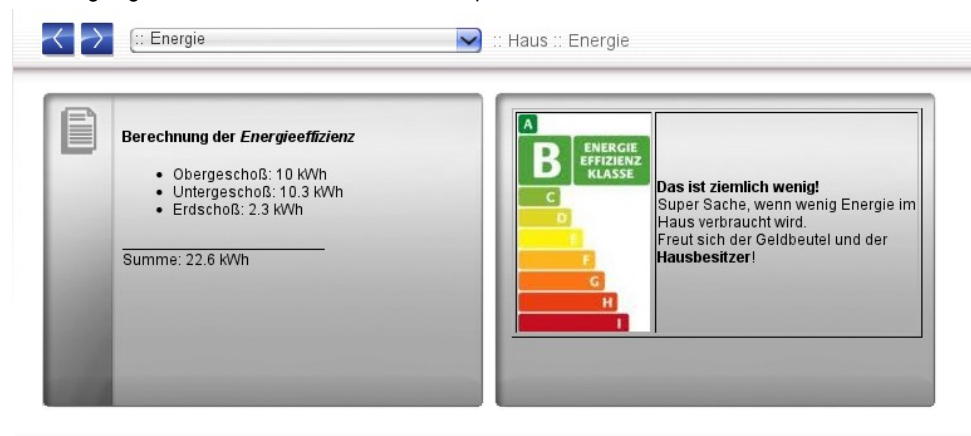 :: Energie
:: Haus :: Energie
Berechnung der Energieeffizienz
• Obergeschoß: 10 kWh
• Untergeschoß: 10.3 kWh
• Erdschoß: 2.3 kWh
Summe: 22.6 kWh
A
B
ENERGIE
EFFIZIENZ
KLASSE
C
D
E
F
G
H
I
Das ist ziemlich wenig!
Super Sache, wenn wenig Energie im
Haus verbraucht wird.
Freut sich der Geldbeutel und der
Hausbesitzer!